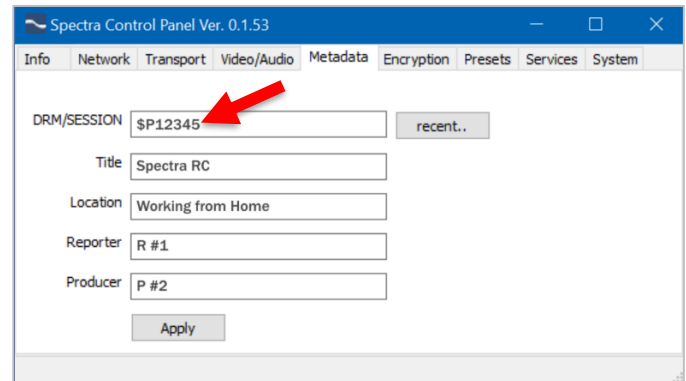 Spectra Control Panel Ver. 0.1.53
Info Network Transport Video/Audio Metadata Encryption Presets Services System
DRM/SESSION $P12345 recent..
Title Spectra RC
Location Working from Home
Reporter R #1
Producer P #2
Apply